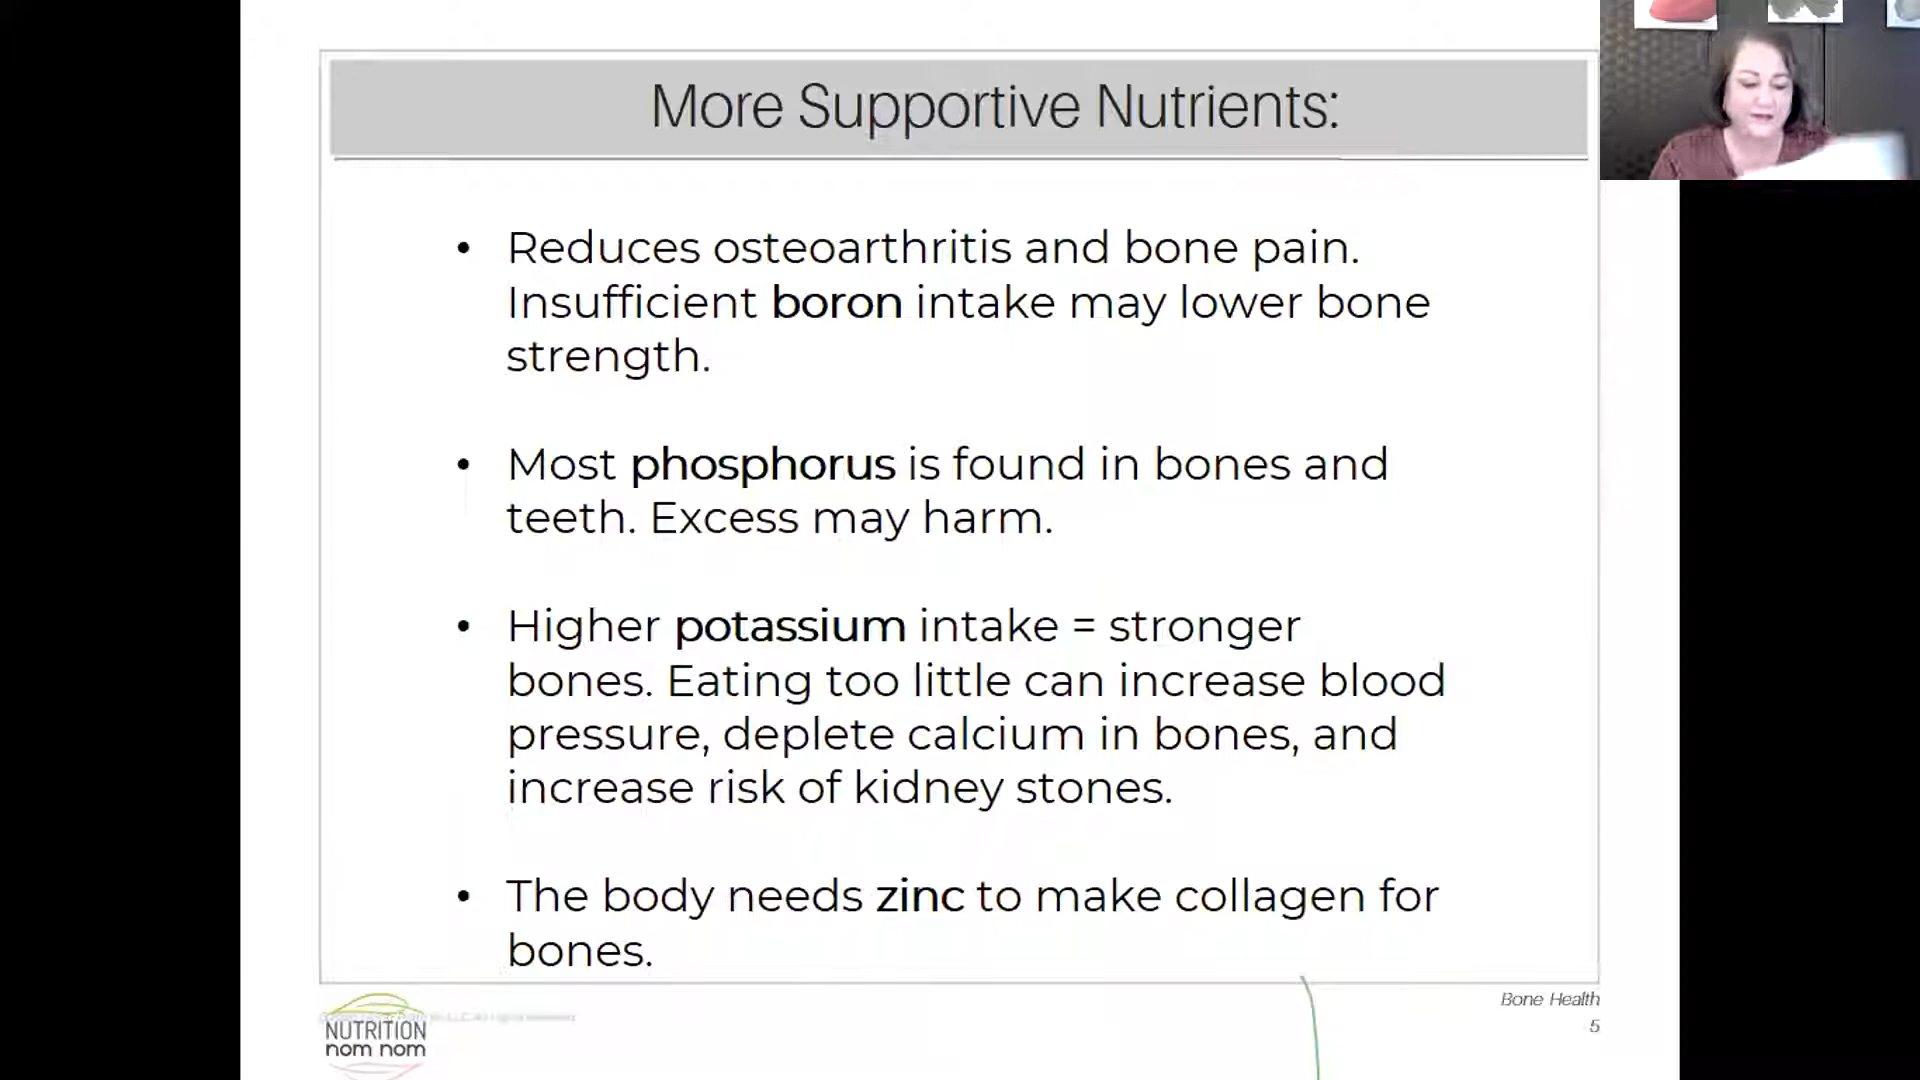 More Supportive Nutrients:
• Reduces osteoarthritis and bone pain.
Insufficient boron intake may lower bone
strength.
• Most phosphorus is found in bones and
teeth. Excess may harm.
• Higher potassium intake = stronger
bones. Eating too little can increase blood
pressure, deplete calcium in bones, and
increase risk of kidney stones.
• The body needs zinc to make collagen for
bones.
Bone Health
5
NUTRITION
nom nom